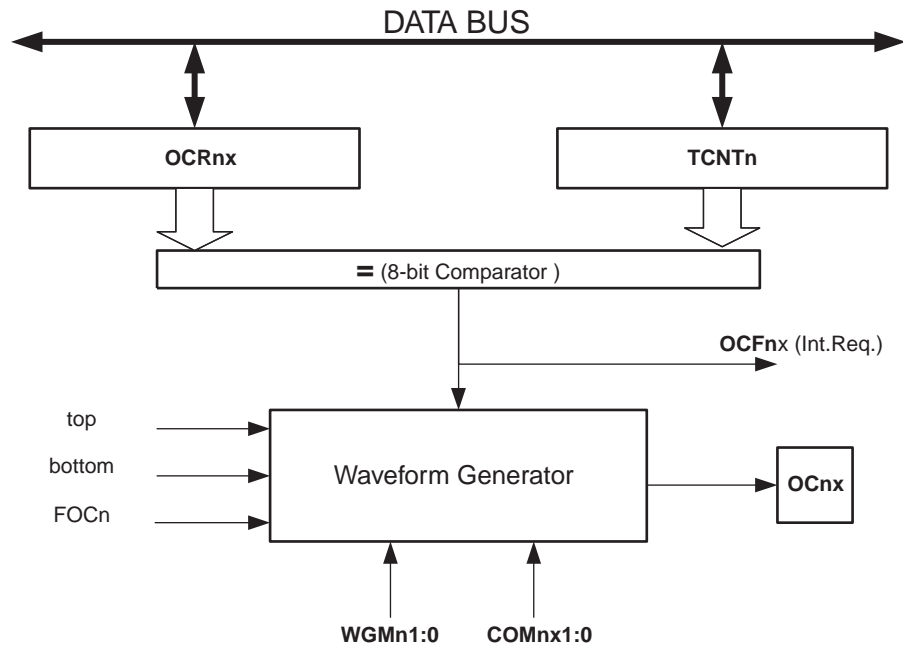 DATA BUS
OCRnx
TCNTn
= (8-bit Comparator )
OCFnx (Int.Req.)
top
bottom
FOCn
Waveform Generator
OCnx
WGMn1:0
COMnx1:0